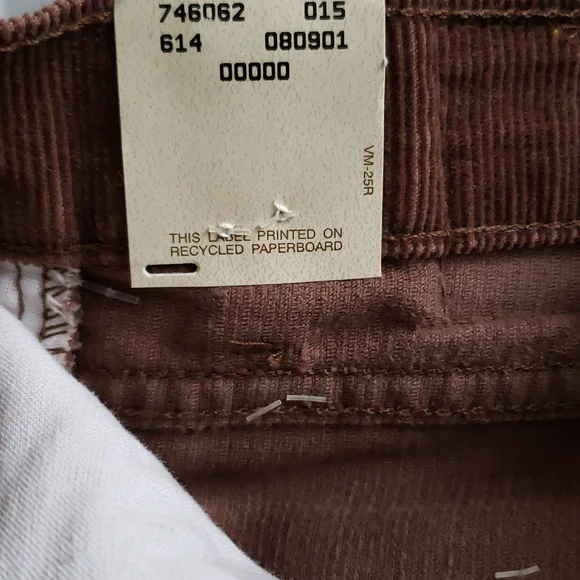 746062 015
614 080901
00000
VM-25R
THIS LABEL PRINTED ON
RECYCLED PAPERBOARD